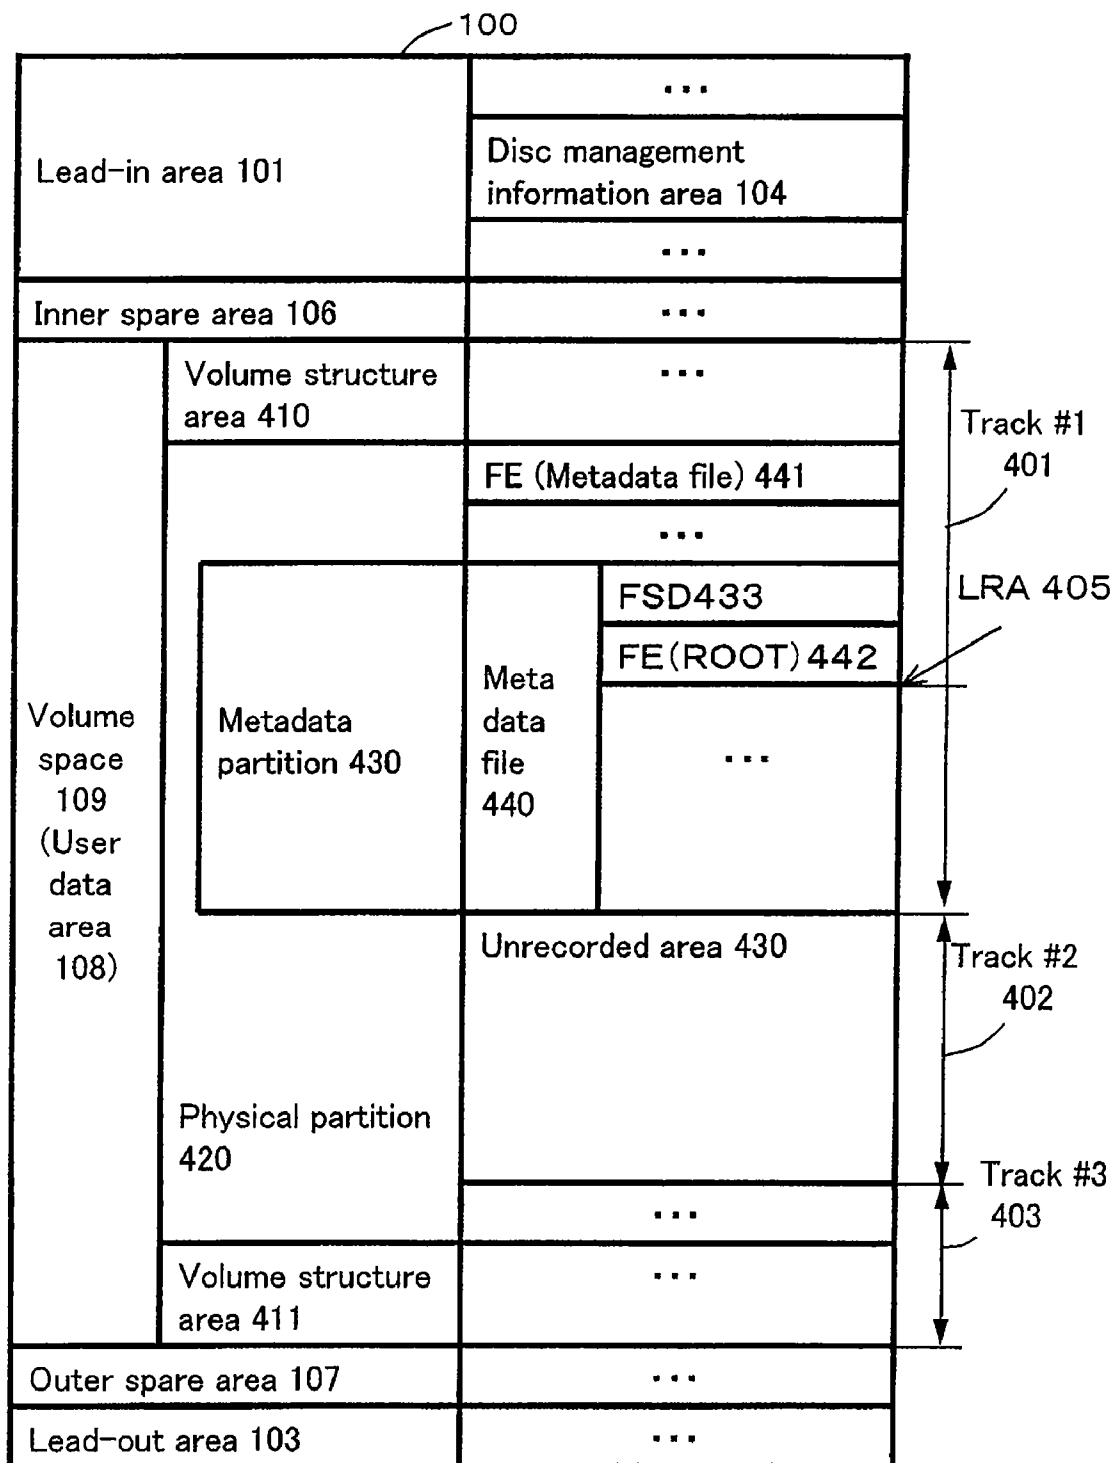 100
...
Lead-in area 101
Disc management
information area 104
...
Inner spare area 106
...
Volume structure
area 410
...
Track #1
401
FE (Metadata file) 441
...
FSD433
LRA 405
FE(ROOT) 442
Volume
space
109
(User
data
area
108)
Metadata
partition 430
Meta
data
file
440
...
Unrecorded area 430
Track #2
402
Physical partition
420
Track #3
403
...
Volume structure
area 411
...
Outer spare area 107
...
Lead-out area 103
...